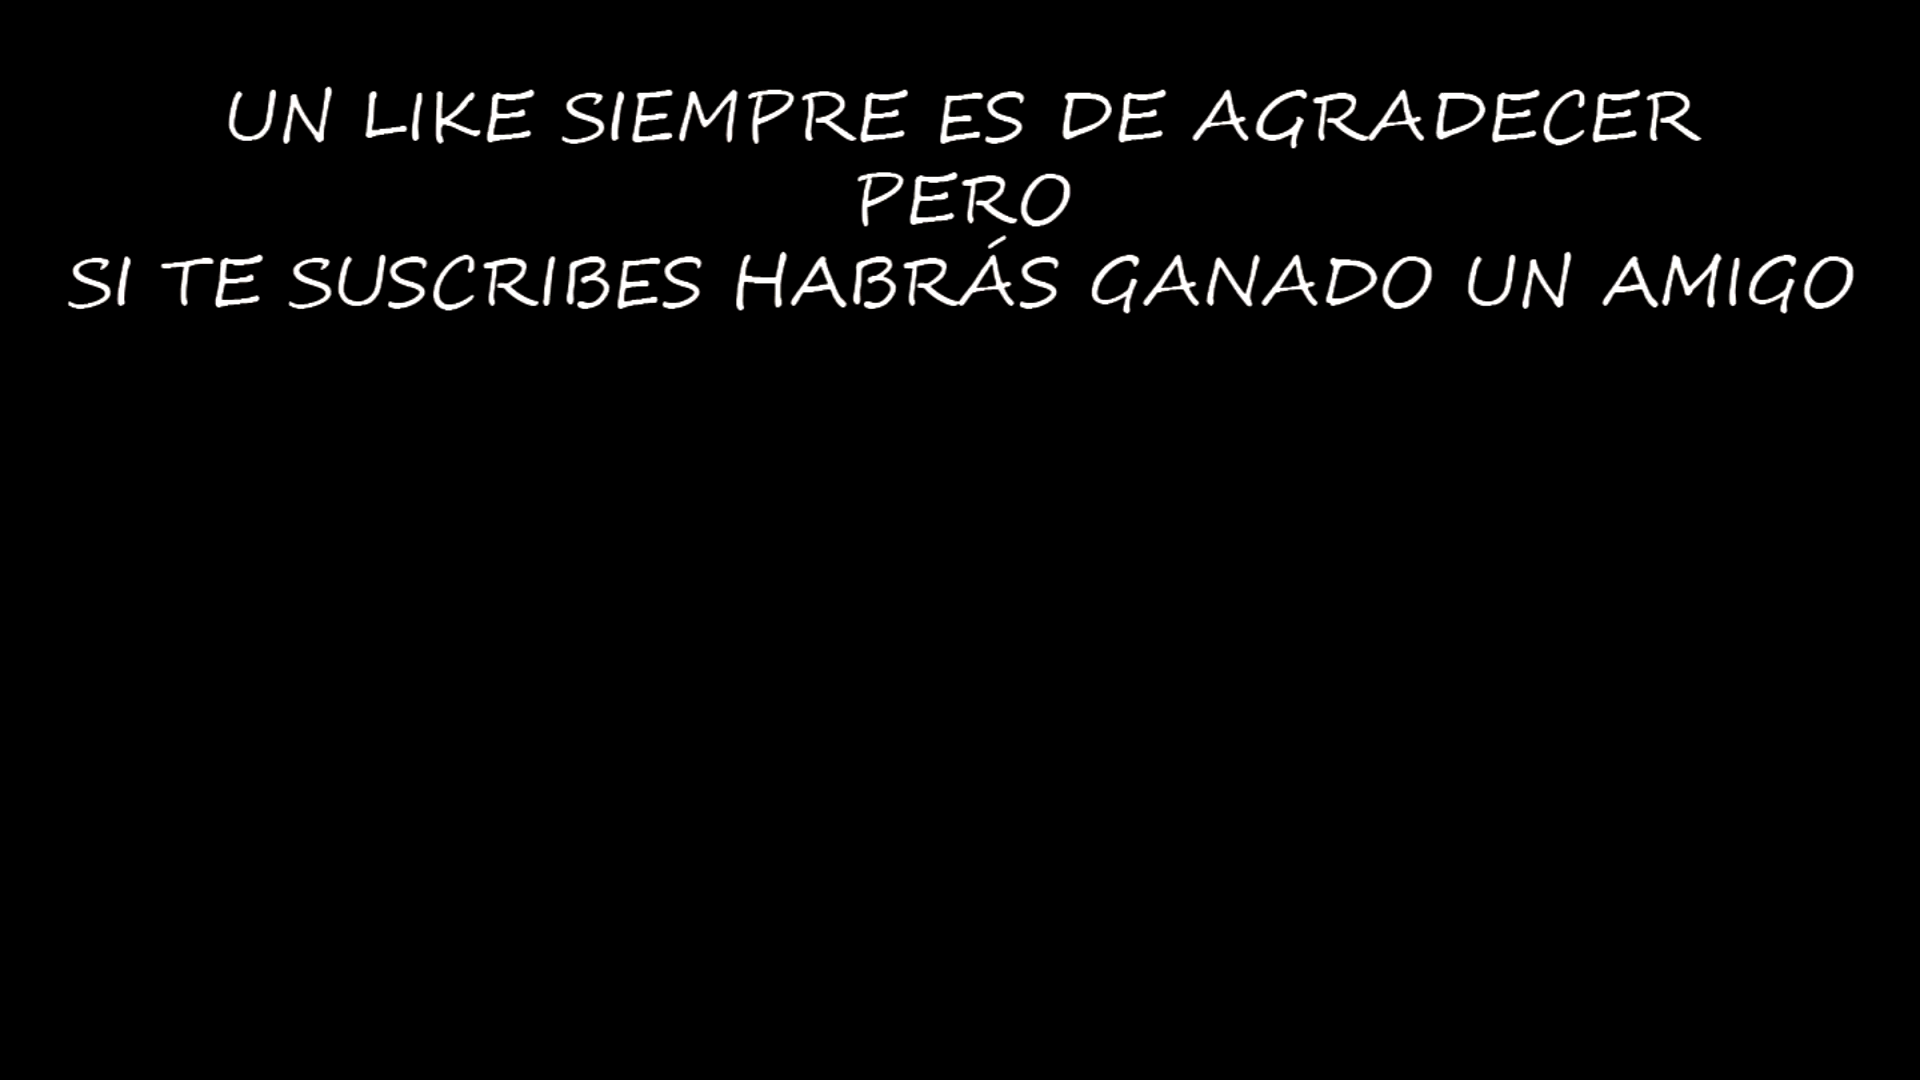 UN LIKE SIEMPRE ES DE AGRADECER
PERO
SI TE SUSCRIBES HABRÁS GANADO UN AMIGO